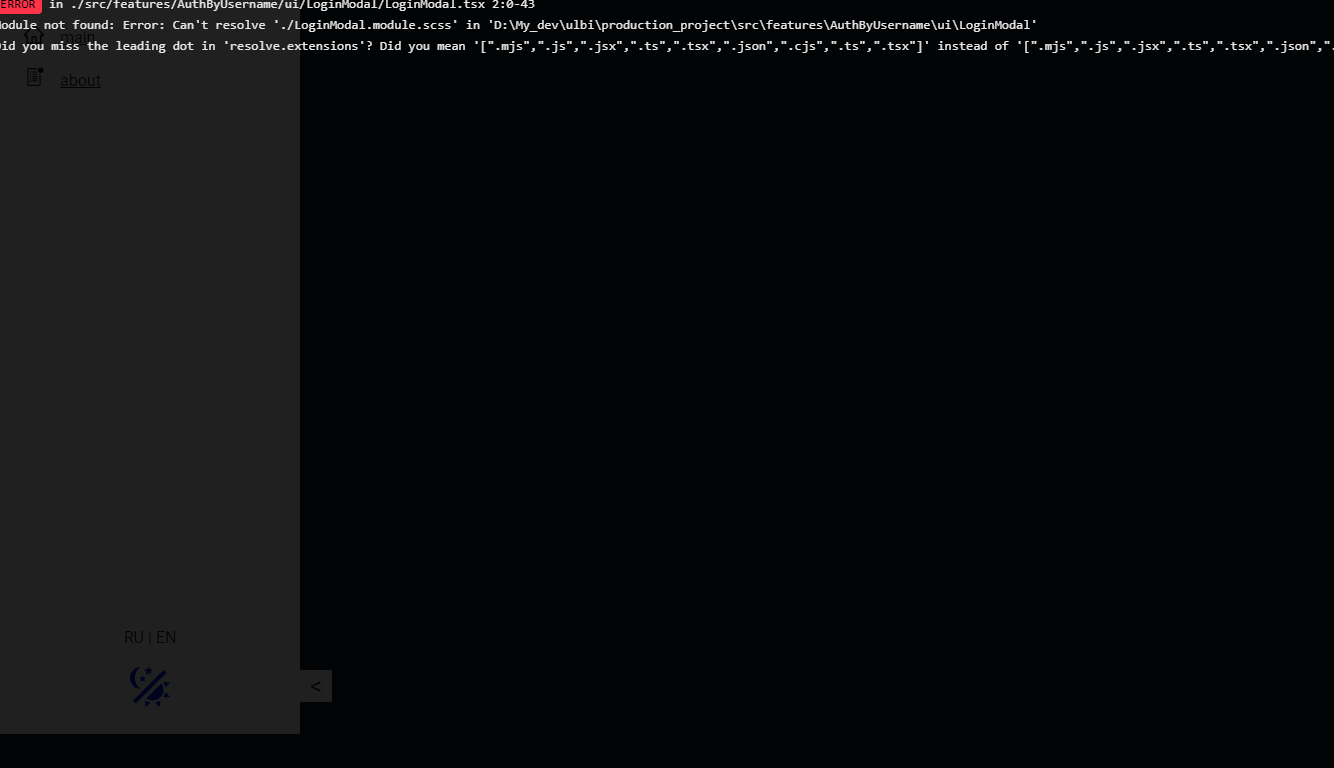 ERROR in ./src/features/AuthByUsername/ui/LoginModal/LoginModal.tsx 2:0-43
Module not found: Error: Can't resolve './LoginModal.module.scss' in 'D:\My_dev\ulbi\production_project\src\features\AuthByUsername\ui\LoginModal'
main
Did you miss the leading dot in 'resolve.extensions'? Did you mean '[".mjs",".js",".jsx",".ts",".tsx",".json",".cjs",".ts",".tsx"]' instead of '[".mjs",".js",".jsx",".ts",".tsx",".json",".
about
RU | EN
<